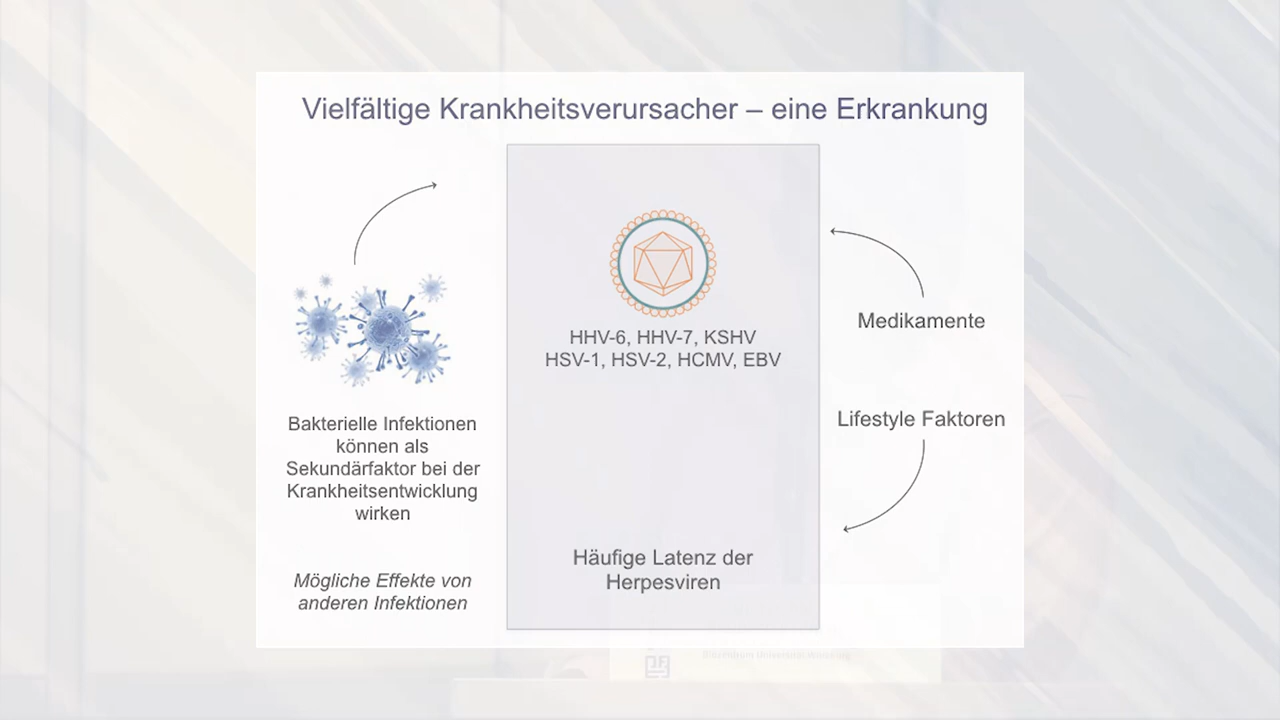 Vielfältige Krankheitsverursacher – eine Erkrankung
HHV-6, HHV-7, KSHV
HSV-1, HSV-2, HCMV, EBV
Häufige Latenz der
Herpesviren
Bakterielle Infektionen
können als
Sekundärfaktor bei der
Krankheitsentwicklung
wirken
Mögliche Effekte von
anderen Infektionen
Medikamente
Lifestyle Faktoren